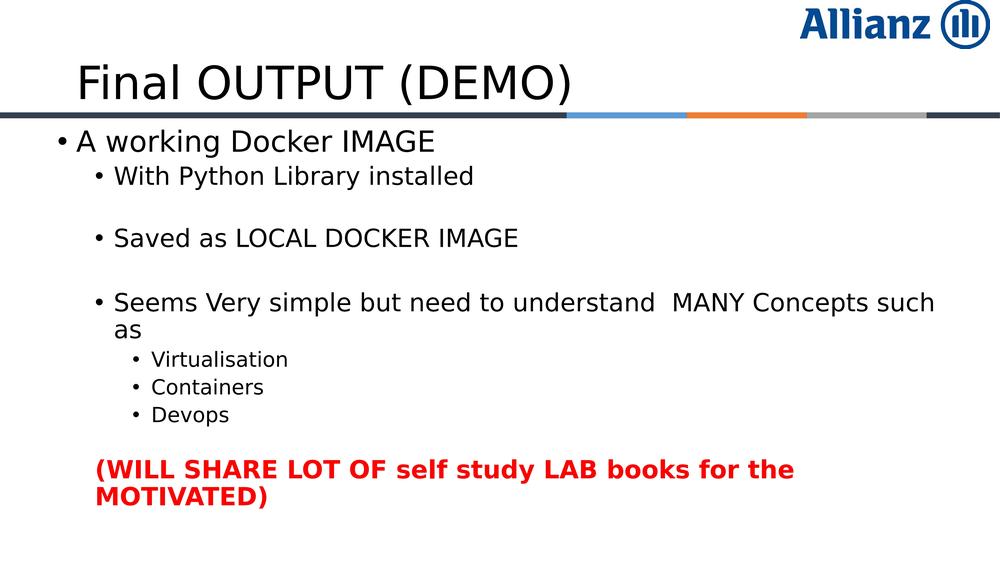 Allianz
Final OUTPUT (DEMO)
• A working Docker IMAGE
• With Python Library installed
• Saved as LOCAL DOCKER IMAGE
• Seems Very simple but need to understand  MANY Concepts such
as
• Virtualisation
• Containers
• Devops
(WILL SHARE LOT OF self study LAB books for the
MOTIVATED)